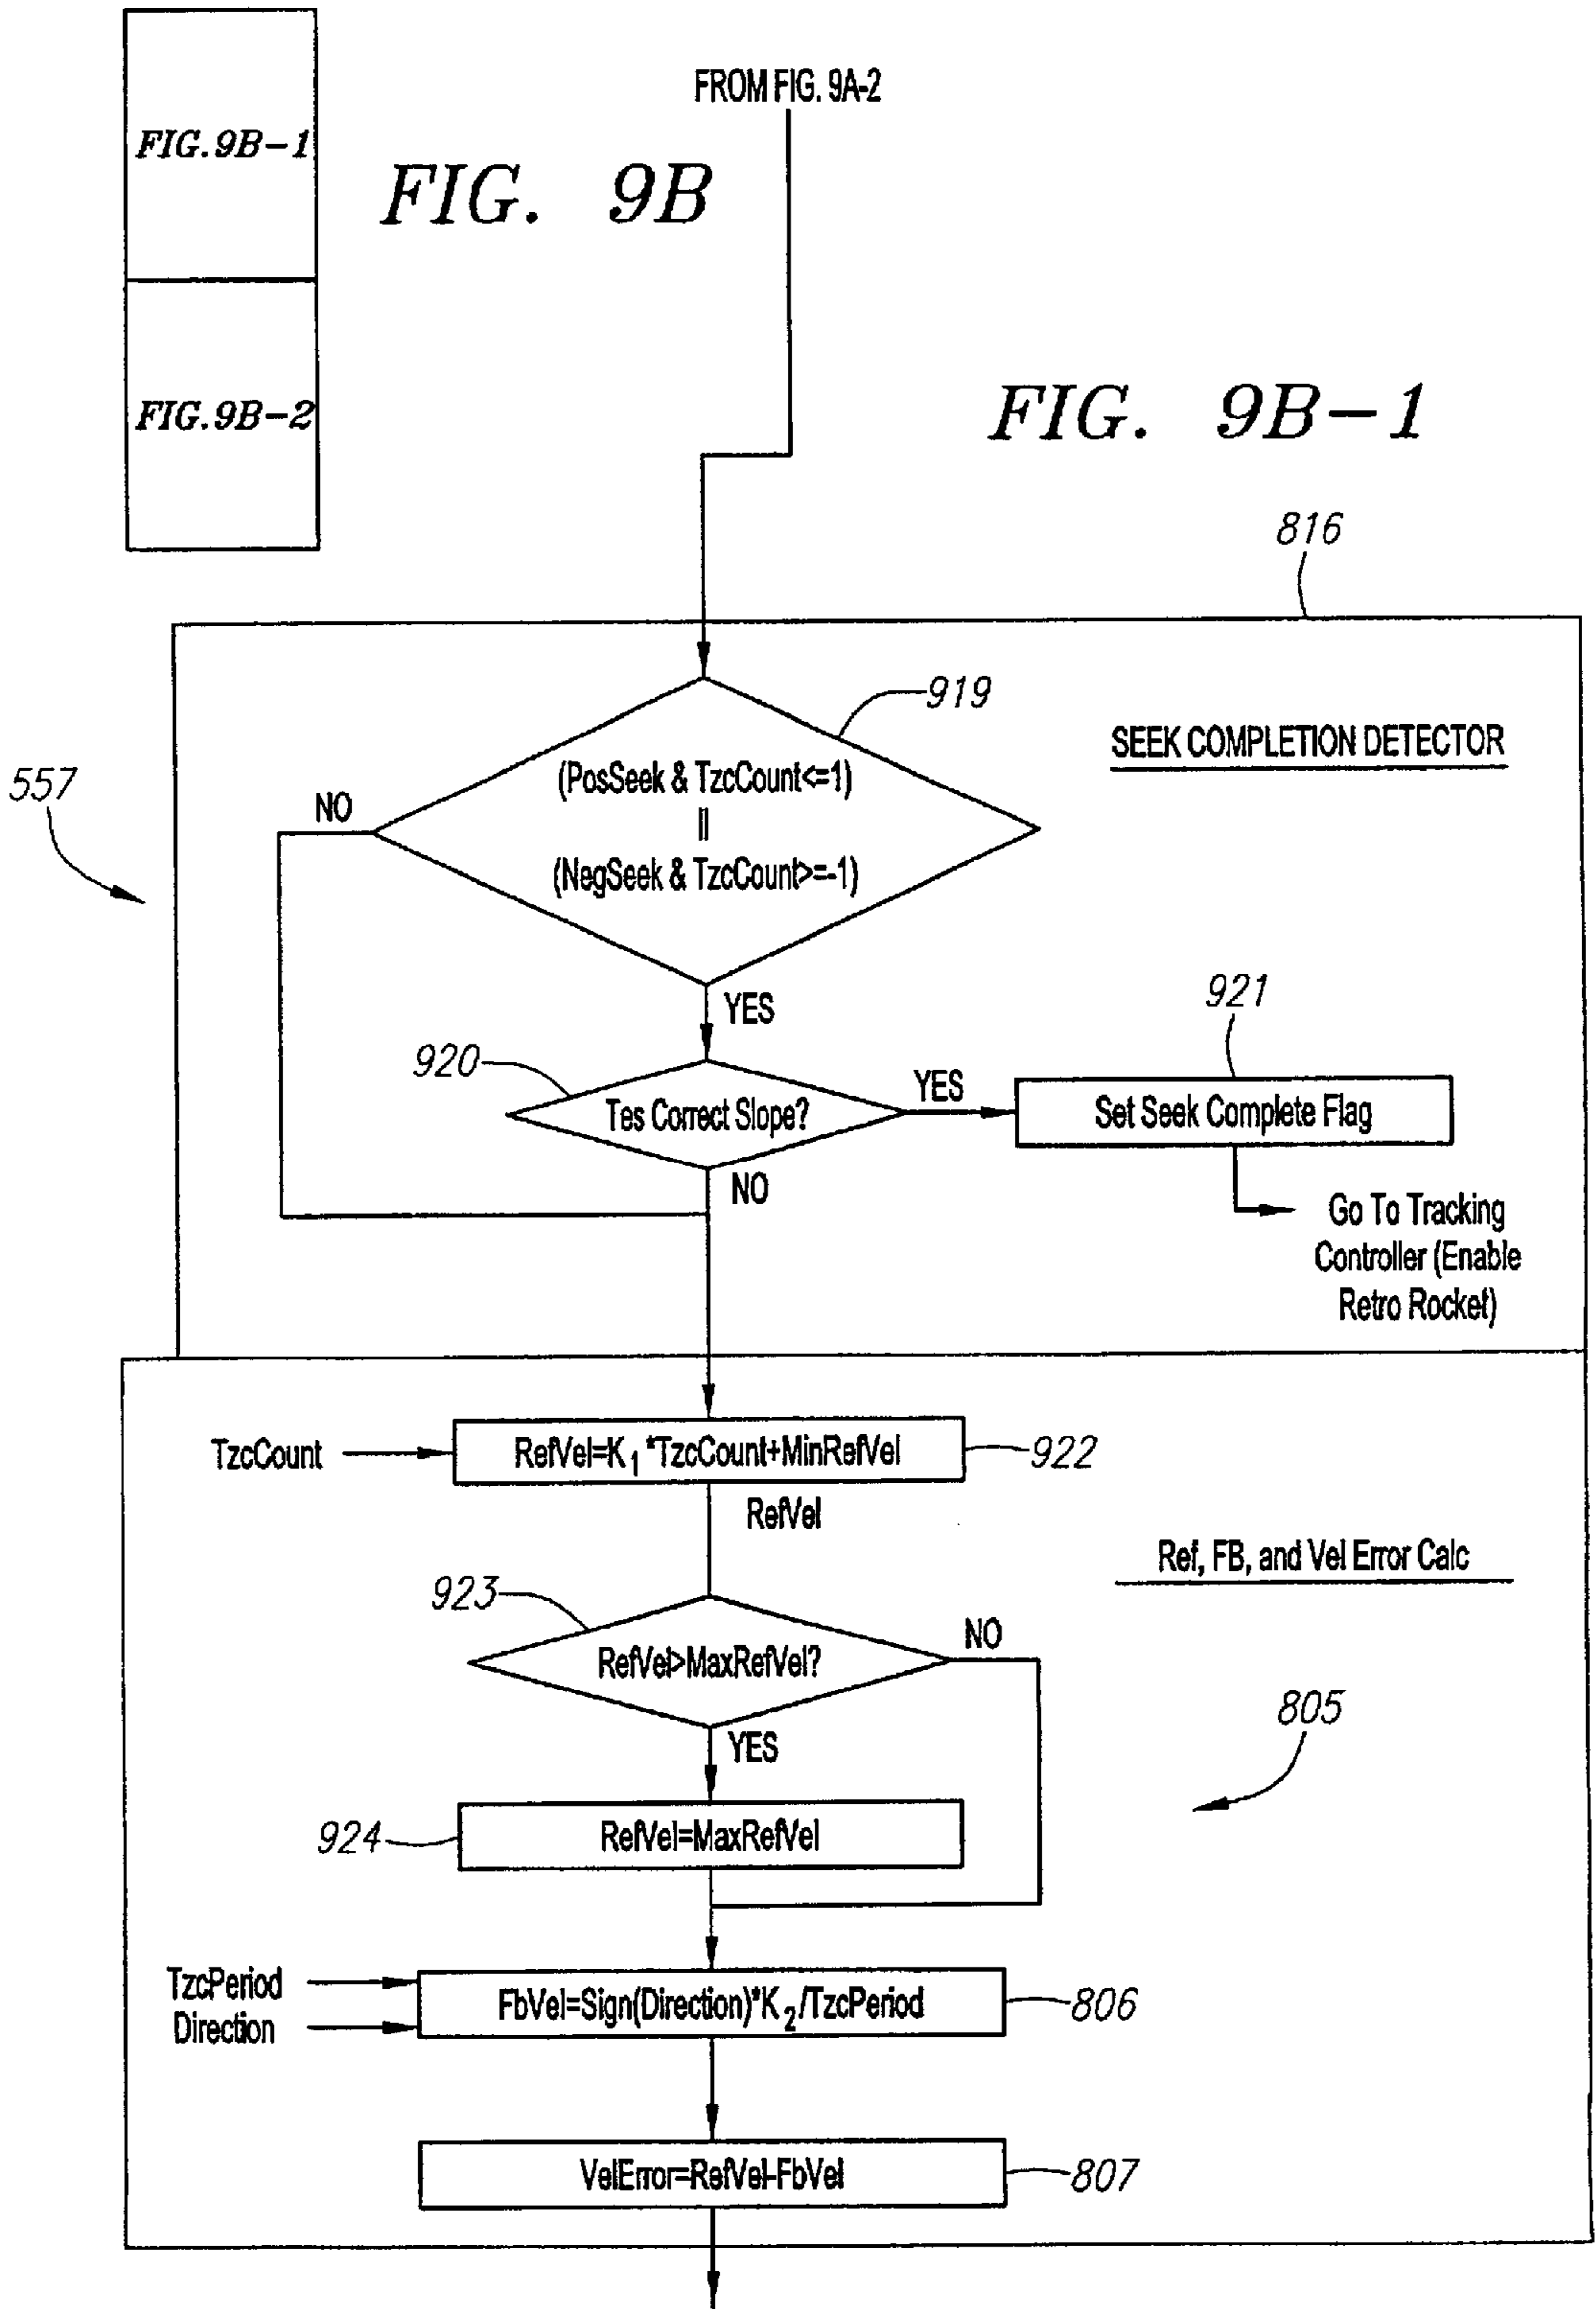 FIG.9B-1
FIG.9B-2
FIG. 9B
FROM FIG. 9A-2
FIG. 9B-1
816
557
919
SEEK COMPLETION DETECTOR
(PosSeek & TzcCount<=1)
||
(NegSeek & TzcCount>=-1)
NO
YES
920
Tes Correct Slope?
YES
921
Set Seek Complete Flag
NO
Go To Tracking
Controller (Enable
Retro Rocket)
TzcCount
RefVel=K1*TzcCount+MinRefVel
922
RefVel
Ref, FB, and Vel Error Calc
923
RefVel>MaxRefVel?
NO
YES
805
924
RefVel=MaxRefVel
TzcPeriod
Direction
FbVel=Sign(Direction)*K2/TzcPeriod
806
VelError=RefVel-FbVel
807